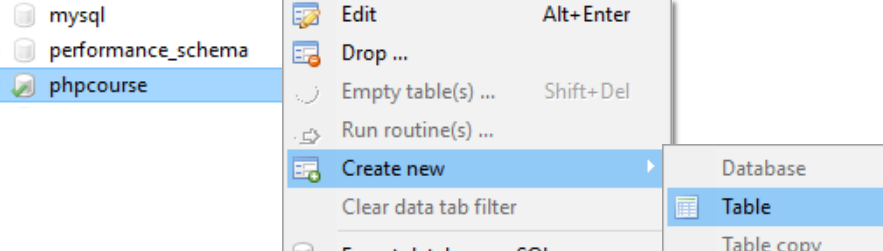 mysql
performance_schema
phpcourse
Edit Alt+Enter
Drop ...
Empty table(s) ... Shift+Del
Run routine(s) ...
Create new
Clear data tab filter
Database
Table
Table copy